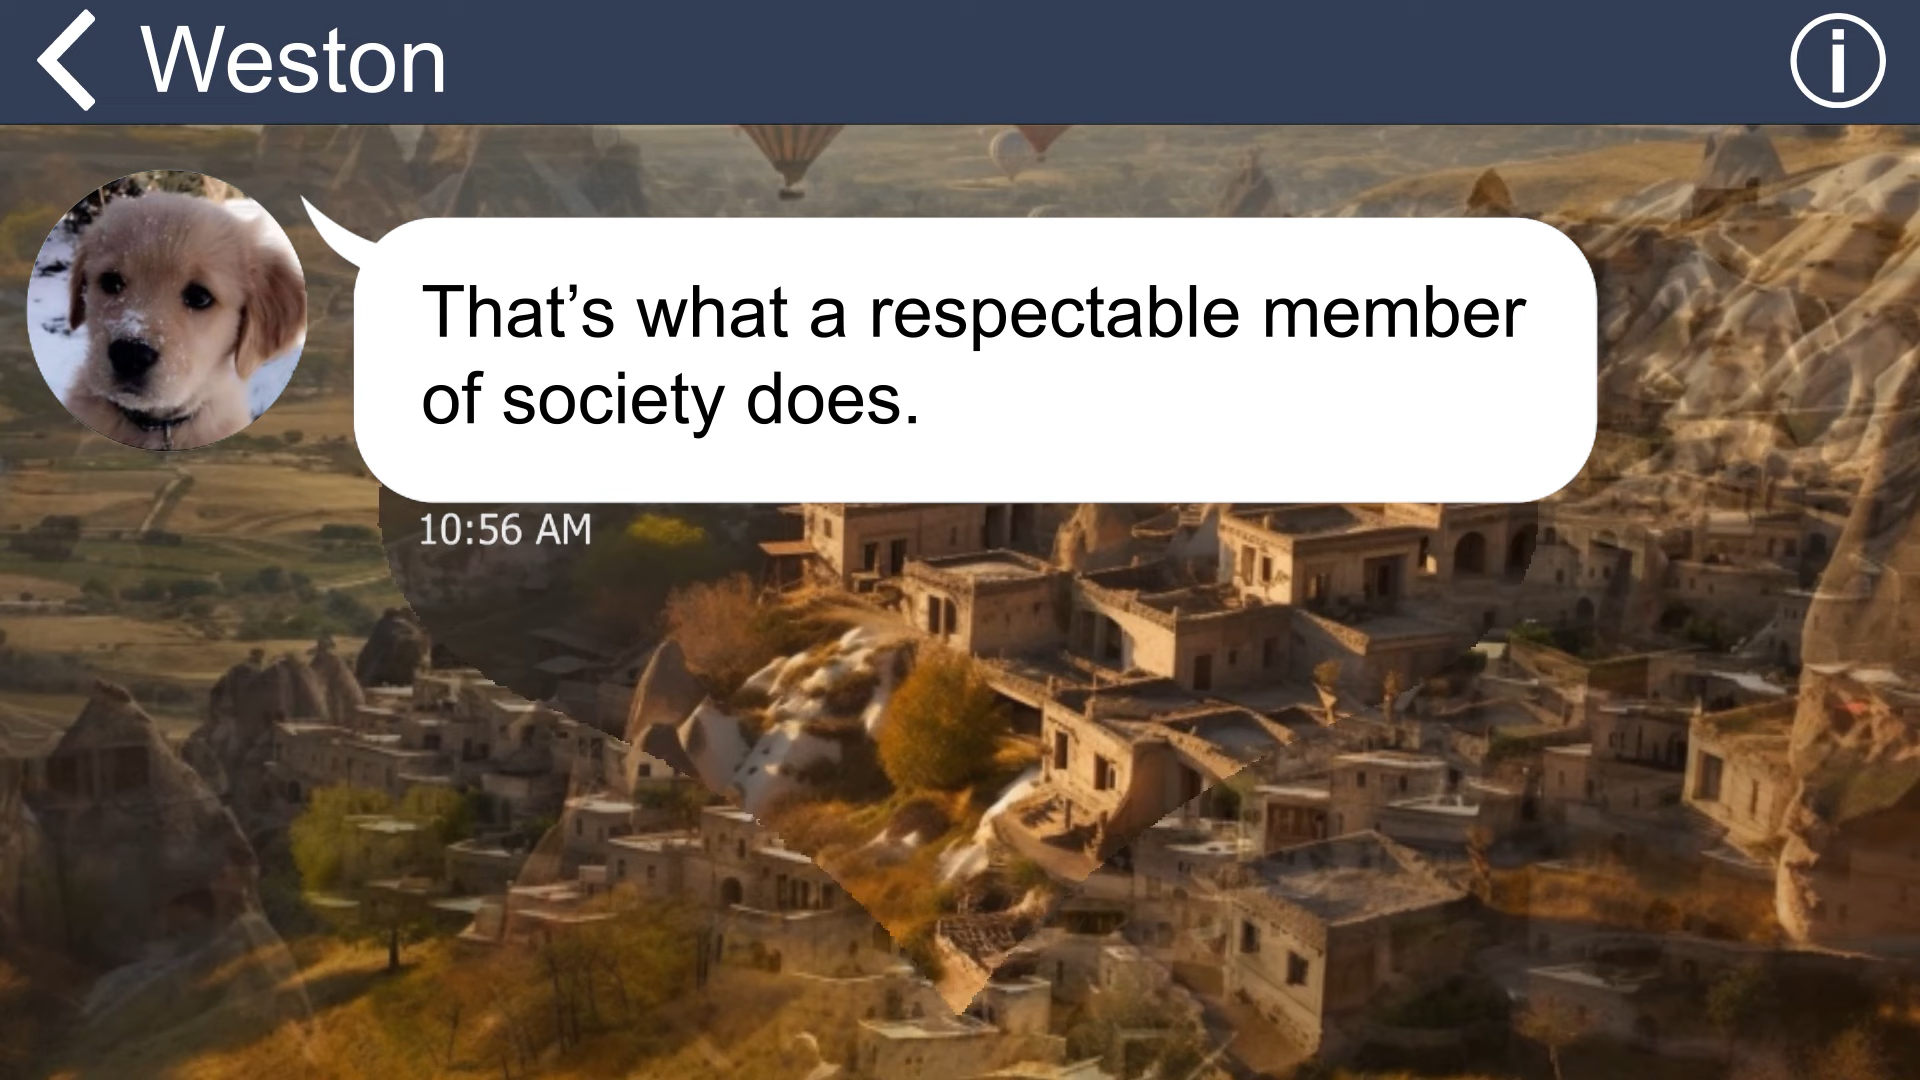 Weston
That’s what a respectable member
of society does.
10:56 AM